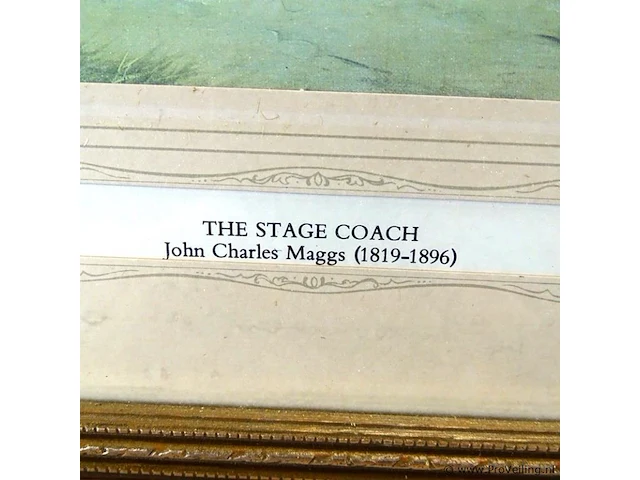 THE STAGE COACH
John Charles Maggs (1819-1896)
© www.ProVeiling.nl